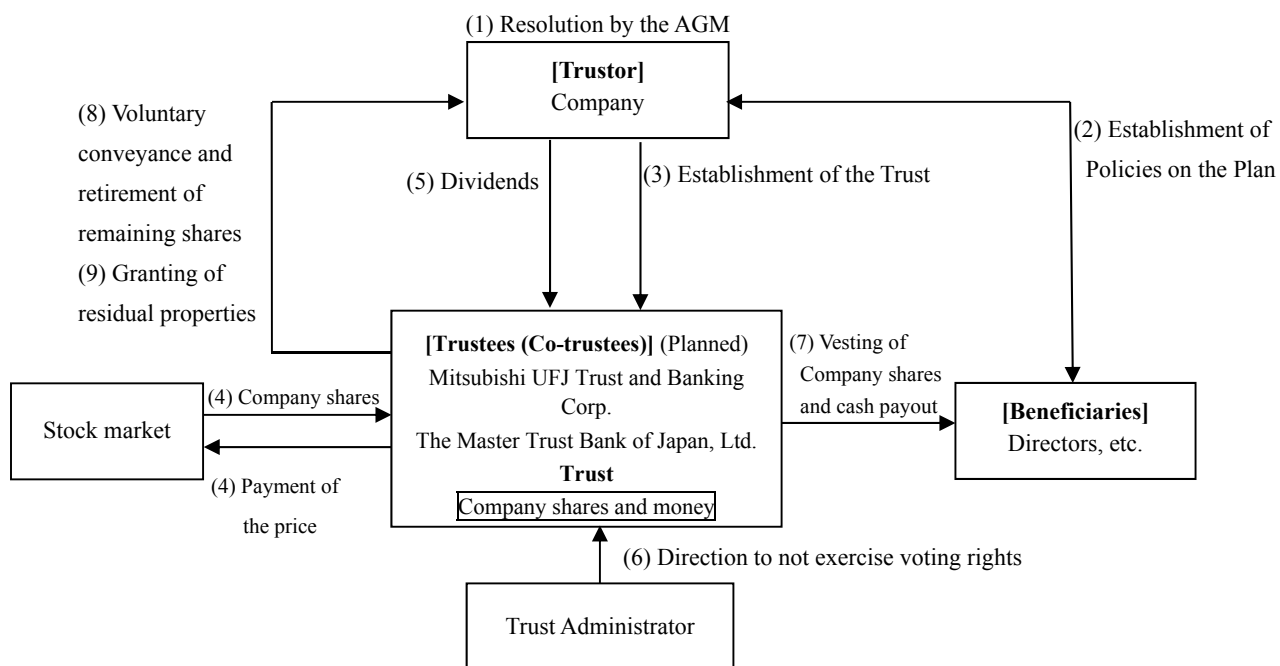 (1) Resolution by the AGM
[Trustor]
Company
(8) Voluntary
conveyance and
retirement of
remaining shares
(9) Granting of
residual properties
(5) Dividends
(3) Establishment of the Trust
(2) Establishment of
Policies on the Plan
[Trustees (Co-trustees)] (Planned)
Mitsubishi UFJ Trust and Banking
Corp.
The Master Trust Bank of Japan, Ltd.
Trust
Company shares and money
Stock market
(4) Company shares
(4) Payment of
the price
(7) Vesting of
Company shares
and cash payout
[Beneficiaries]
Directors, etc.
(6) Direction to not exercise voting rights
Trust Administrator